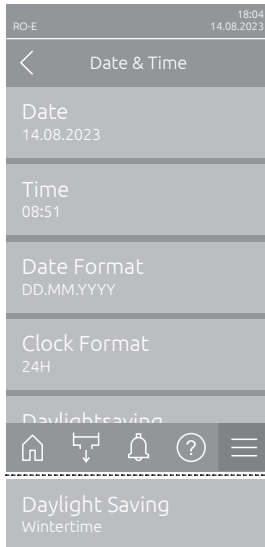 18:04
RO-E 14.08.2023
Date & Time
Date
14.08.2023
Time
08:51
Date Format
DD.MM.YYYY
Clock Format
24H
Daylightsaving
?
Daylight Saving
Wintertime